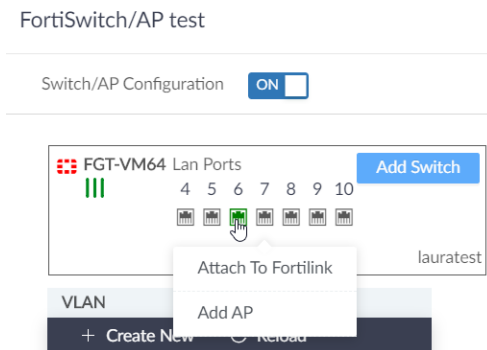 FortiSwitch/AP test
Switch/AP Configuration ON
FGT-VM64 Lan Ports Add Switch
4 5 6 7 8 9 10
lauratest
Attach To Fortilink
Add AP
VLAN
+ Create New Reload